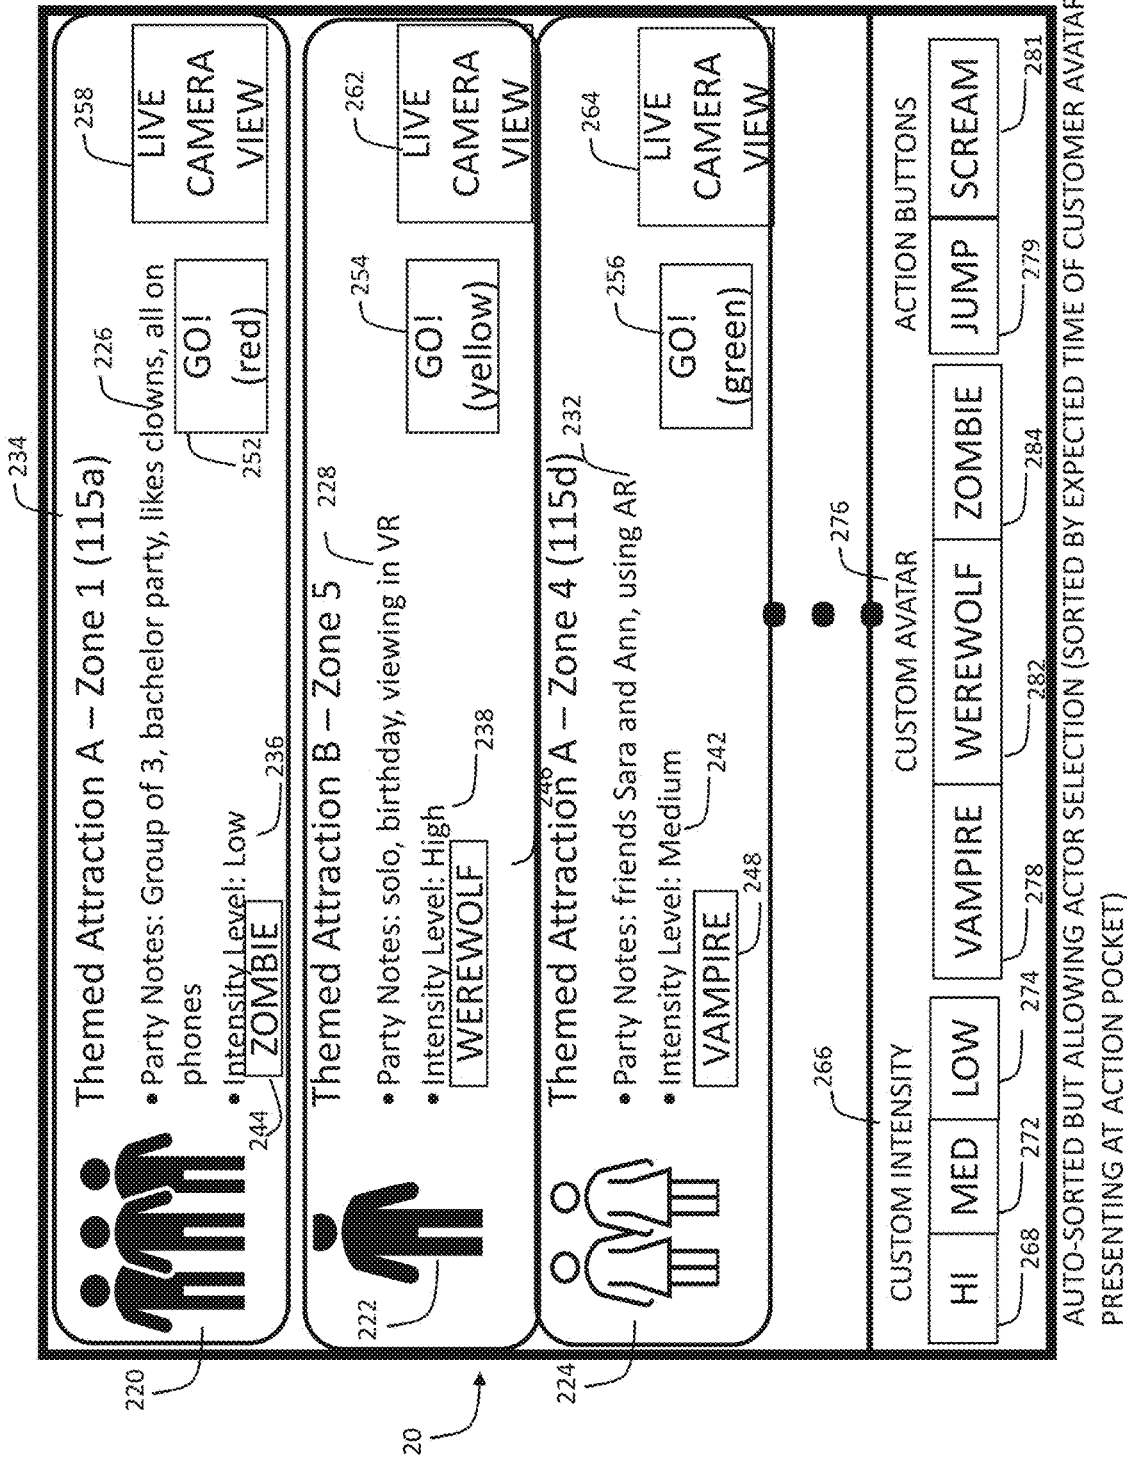 234
Themed Attraction A – Zone 1 (115a)
226
258
• Party Notes: Group of 3, bachelor party, likes clowns, all on
phones
• Intensity Level: Low
236
ZOMBIE
244
252
GO!
(red)
LIVE
CAMERA
VIEW
220
Themed Attraction B – Zone 5
228
254
262
• Party Notes: solo, birthday, viewing in VR
• Intensity Level: High
238
WEREWOLF
246
GO!
(yellow)
LIVE
CAMERA
VIEW
222
20
Themed Attraction A – Zone 4 (115d)
232
256
264
• Party Notes: friends Sara and Ann, using AR
• Intensity Level: Medium
242
VAMPIRE
248
GO!
(green)
LIVE
CAMERA
VIEW
224
266
276
CUSTOM INTENSITY
CUSTOM AVATAR
ACTION BUTTONS
HI
MED
LOW
VAMPIRE
WEREWOLF
ZOMBIE
JUMP
SCREAM
268
272
274
278
282
284
279
281
AUTO-SORTED BUT ALLOWING ACTOR SELECTION (SORTED BY EXPECTED TIME OF CUSTOMER AVATAR
PRESENTING AT ACTION POCKET)